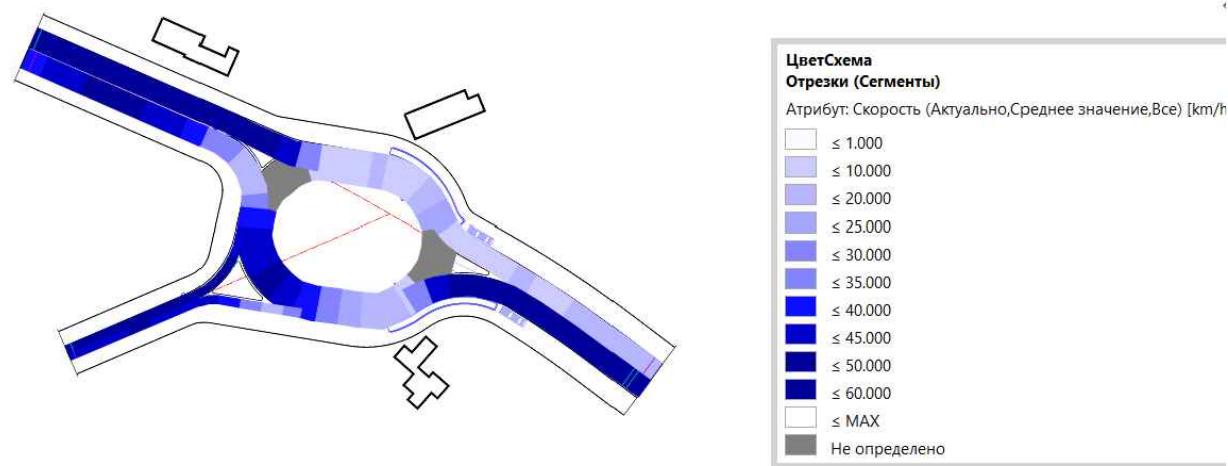 ЦветСхема
Отрезки (Сегменты)
Атрибут: Скорость (Актуально,Среднее значение,Все) [km/h
≤ 1.000
≤ 10.000
≤ 20.000
≤ 25.000
≤ 30.000
≤ 35.000
≤ 40.000
≤ 45.000
≤ 50.000
≤ 60.000
≤ MAX
Не определено